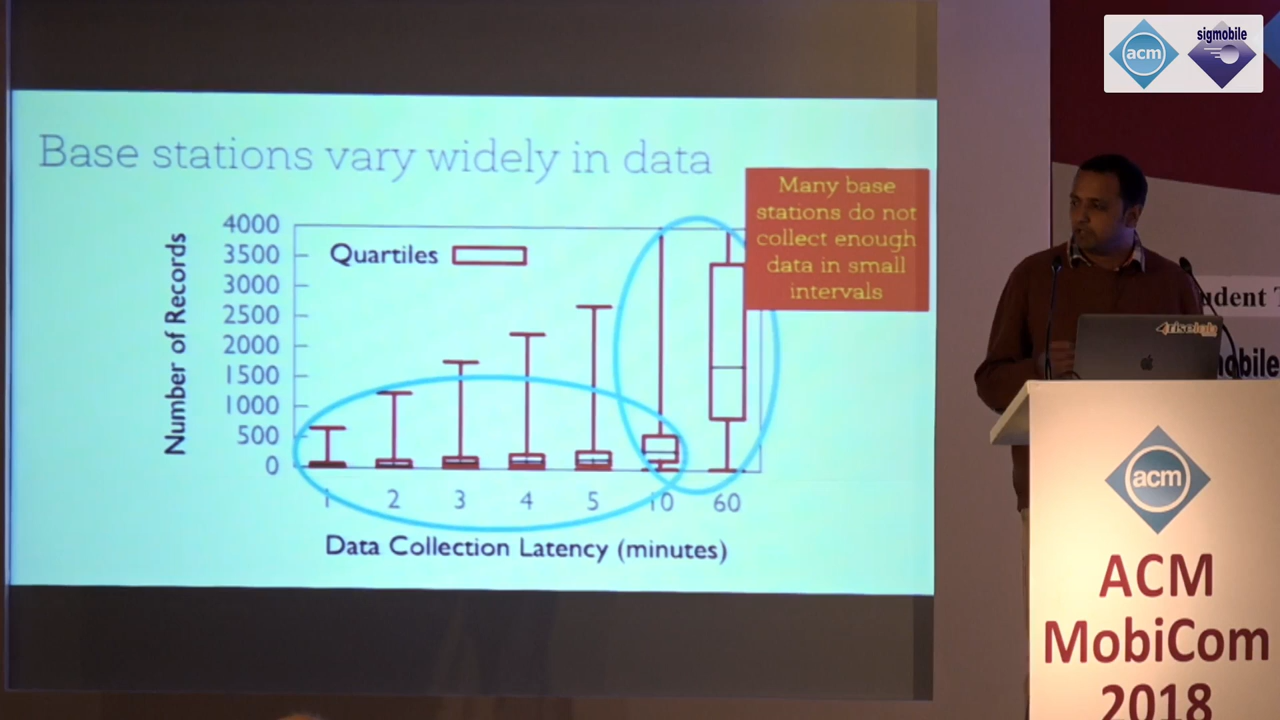 acm
sigmobile
Base stations vary widely in data
Many base
stations do not
collect enough
data in small
intervals
Number of Records
4000
3500
3000
2500
2000
1500
1000
500
0
Quartiles
1 2 3 4 5 10 60
Data Collection Latency (minutes)
riselab
acm
ACM
MobiCom
2018